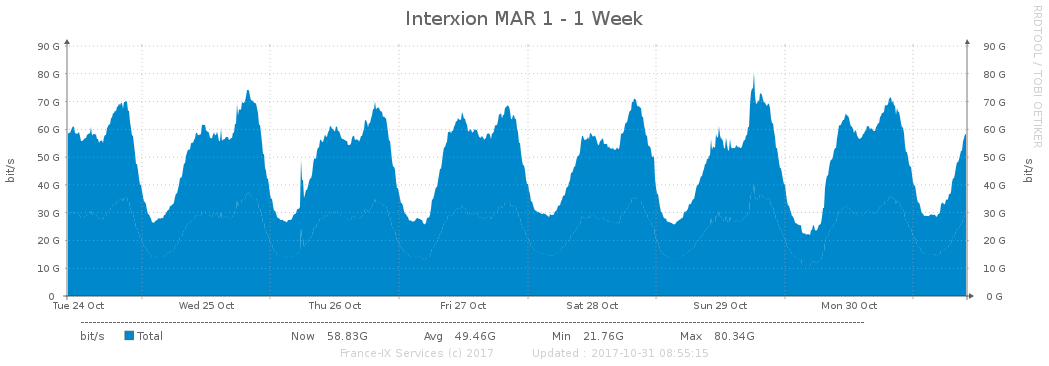 Interxion MAR 1 - 1 Week
RRDTOOL / TOBI OETIKER
90 G 90 G
80 G 80 G
70 G 70 G
60 G 60 G
50 G 50 G
40 G 40 G
30 G 30 G
20 G 20 G
10 G 10 G
0 0 G
bit/s bit/s
Tue 24 Oct Wed 25 Oct Thu 26 Oct Fri 27 Oct Sat 28 Oct Sun 29 Oct Mon 30 Oct
bit/s Total Now 58.83G Avg 49.46G Min 21.76G Max 80.34G
France-IX Services (c) 2017 Updated : 2017-10-31 08:55:15